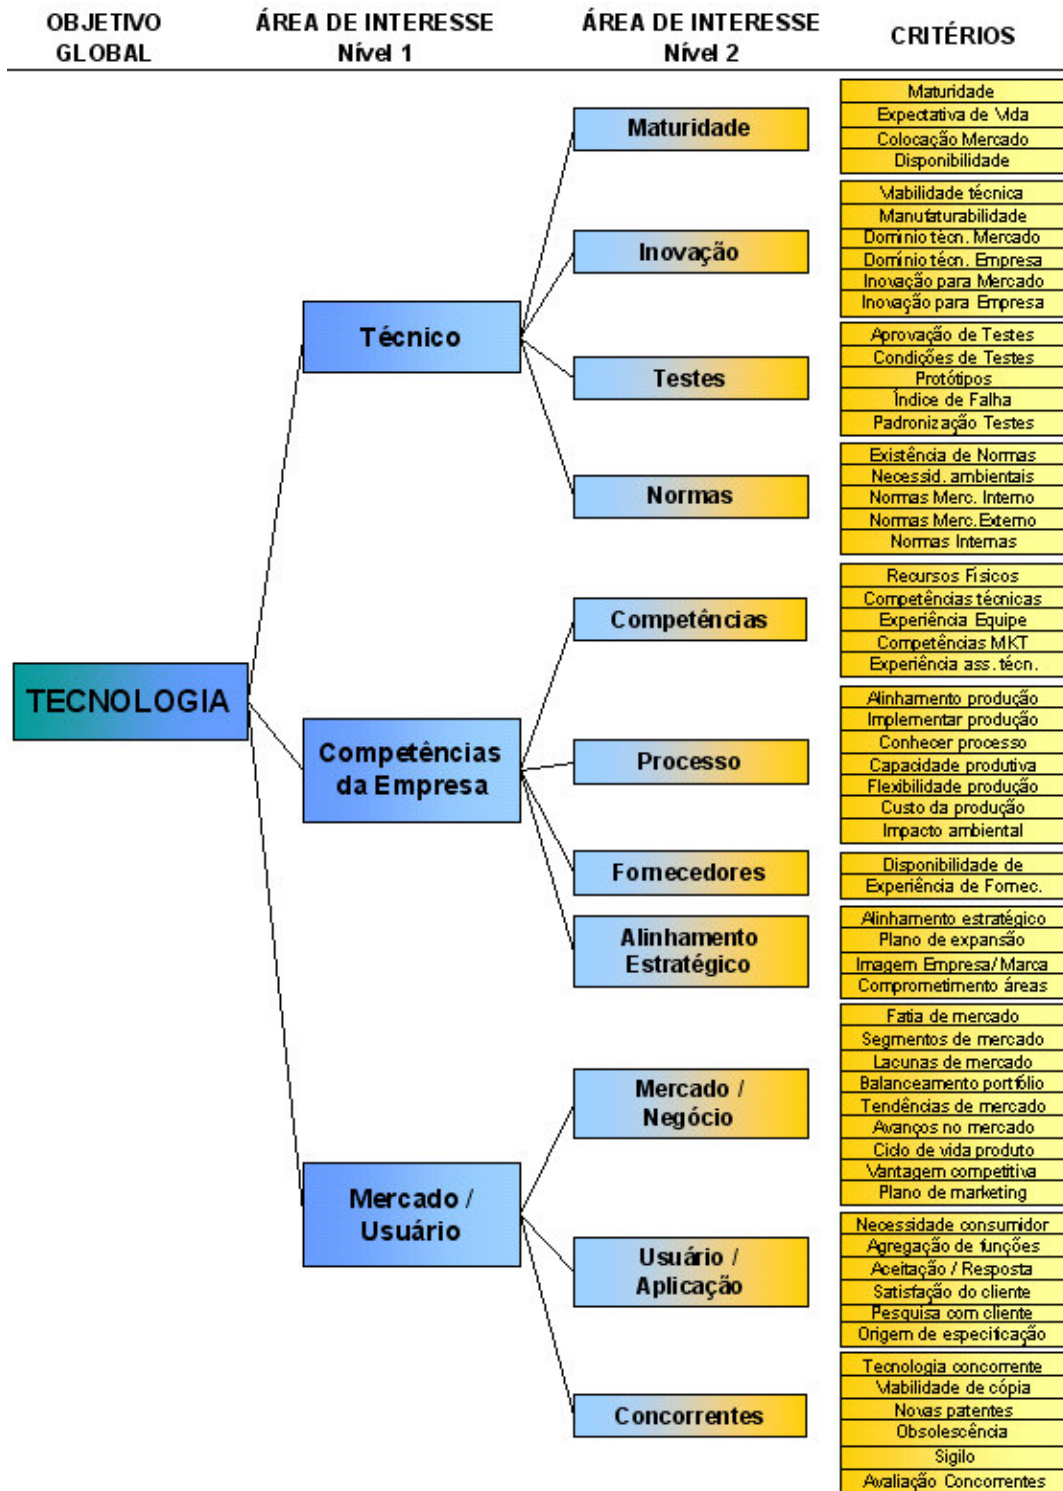 OBJETIVO
GLOBAL
ÁREA DE INTERESSE
Nível 1
ÁREA DE INTERESSE
Nível 2
CRITÉRIOS
TECNOLOGIA
Técnico
Maturidade
Maturidade
Expectativa de Vida
Colocação Mercado
Disponibilidade
Inovação
Viabilidade técnica
Manufaturabilidade
Domínio técn. Mercado
Domínio técn. Empresa
Inovação para Mercado
Inovação para Empresa
Testes
Aprovação de Testes
Condições de Testes
Protótipos
Índice de Falha
Padronização Testes
Normas
Existência de Normas
Necessid. ambientais
Normas Merc. Interno
Normas Merc.Externo
Normas Internas
Competências
da Empresa
Competências
Recursos Físicos
Competências técnicas
Experiência Equipe
Competências MKT
Experiência ass. técn.
Processo
Alinhamento produção
Implementar produção
Conhecer processo
Capacidade produtiva
Flexibilidade produção
Custo da produção
Impacto ambiental
Fornecedores
Disponibilidade de
Experiência de Fornec.
Alinhamento
Estratégico
Alinhamento estratégico
Plano de expansão
Imagem Empresa/ Marca
Comprometimento áreas
Mercado /
Usuário
Mercado /
Negócio
Fatia de mercado
Segmentos de mercado
Lacunas de mercado
Balanceamento portfólio
Tendências de mercado
Avanços no mercado
Ciclo de vida produto
Vantagem competitiva
Plano de marketing
Usuário /
Aplicação
Necessidade consumidor
Agregação de funções
Aceitação / Resposta
Satisfação do cliente
Pesquisa com cliente
Origem de especificação
Concorrentes
Tecnologia concorrente
Viabilidade de cópia
Novas patentes
Obsolescência
Sigilo
Avaliação Concorrentes